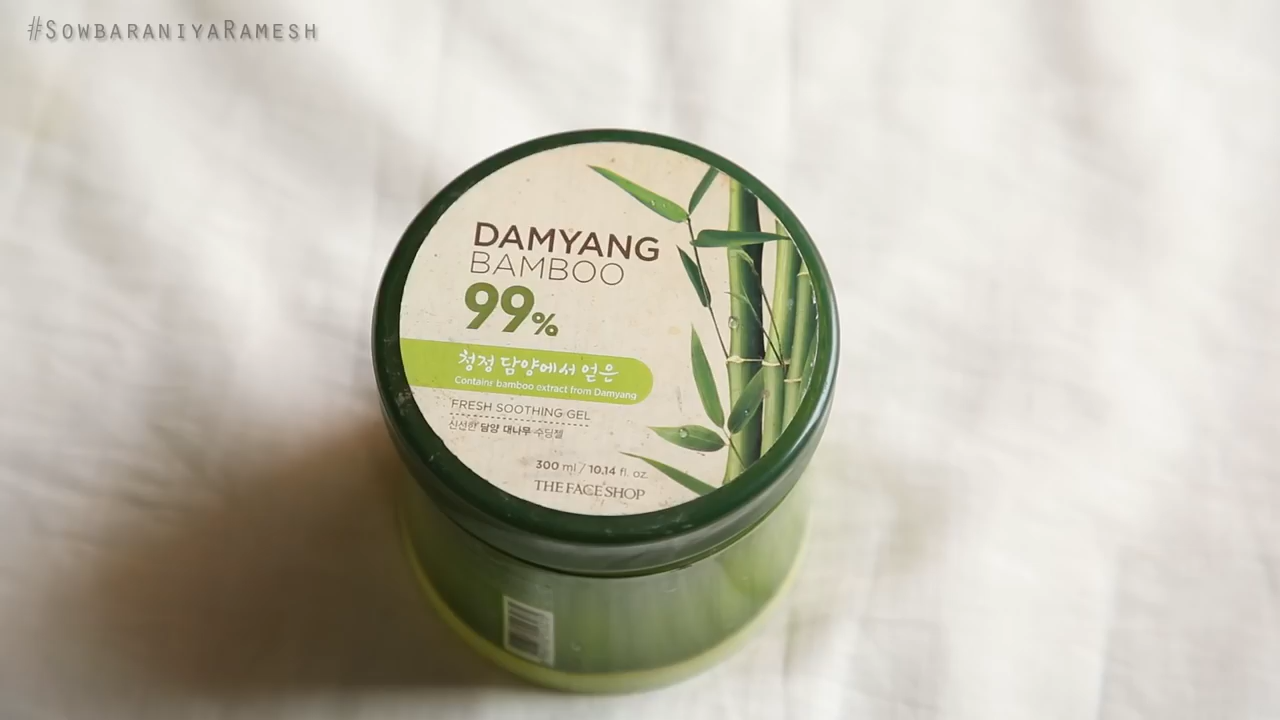 #SOWBARANIYARAMESH
DAMYANG
BAMBOO
99%
청정 담양에서 얻은
Contains bamboo extract from Damyang
FRESH SOOTHING GEL
신선한 담양 대나무 수딩젤
300 ml / 10.14 fl. oz.
THE FACE SHOP